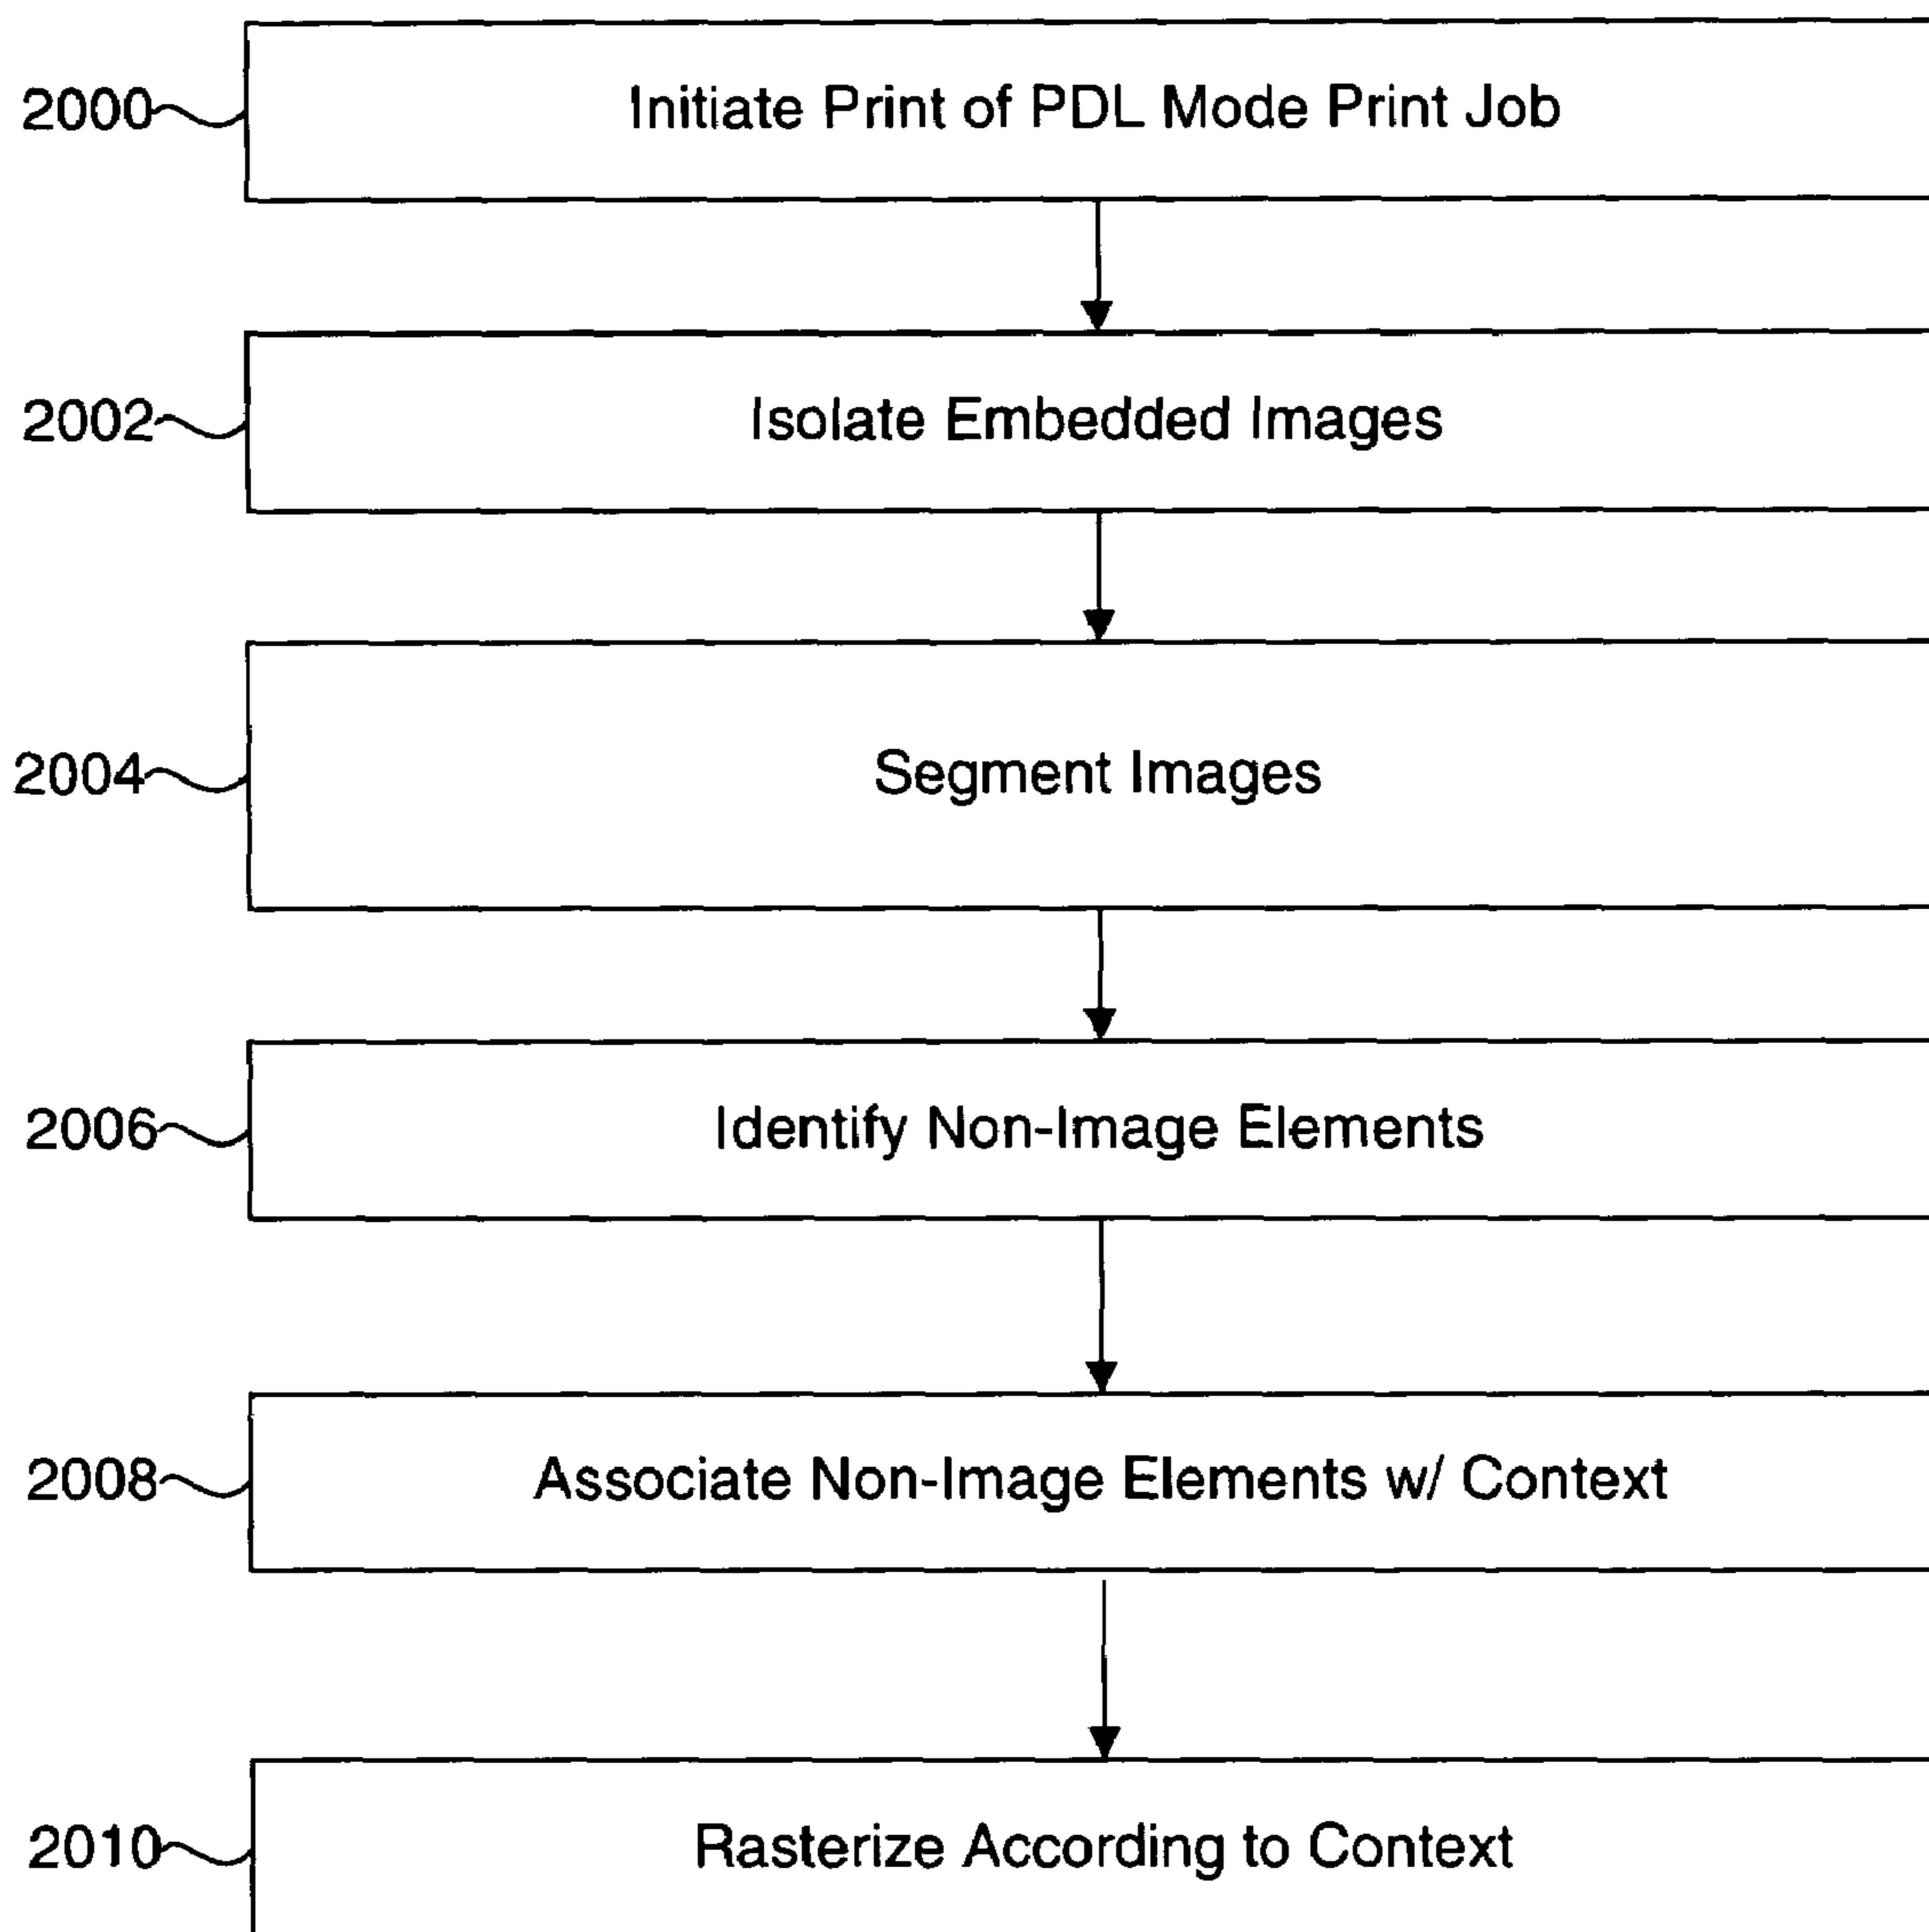 2000 Initiate Print of PDL Mode Print Job
2002 Isolate Embedded Images
2004 Segment Images
2006 Identify Non-Image Elements
2008 Associate Non-Image Elements w/ Context
2010 Rasterize According to Context